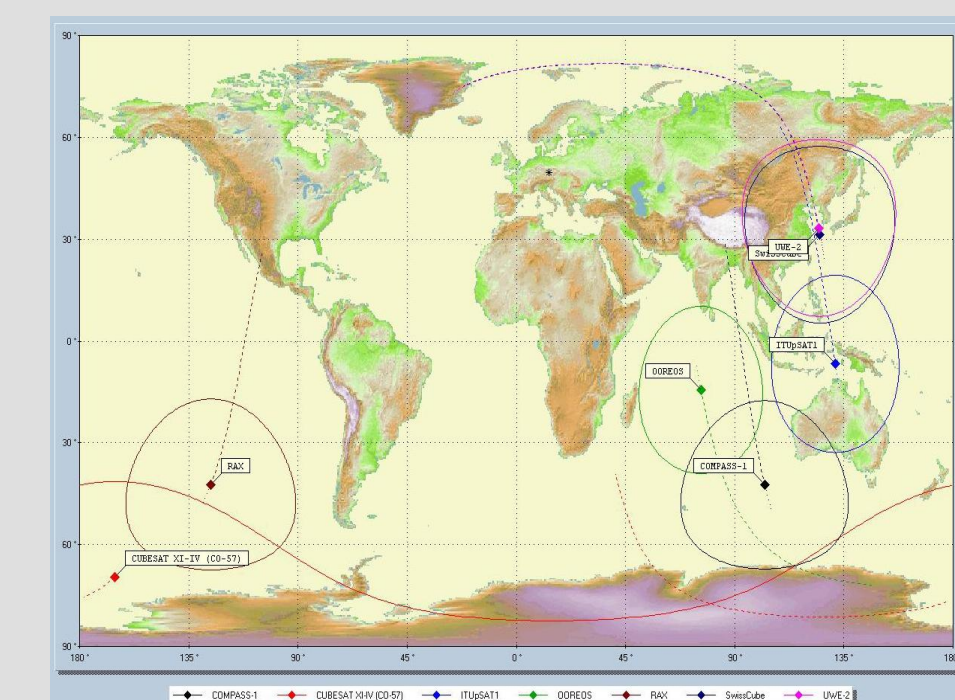 90°
60°
30°
0°
30°
60°
90°
UWE-2
SwissCube
ITUpSAT1
OOREOS
COMPASS-1
RAX
CUBESAT XI-IV (CO-57)
180° 135° 90° 45° 0° 45° 90° 135° 180
COMPASS-1 CUBESAT XI-IV (CO-57) ITUpSAT1 OOREOS RAX SwissCube UWE-2